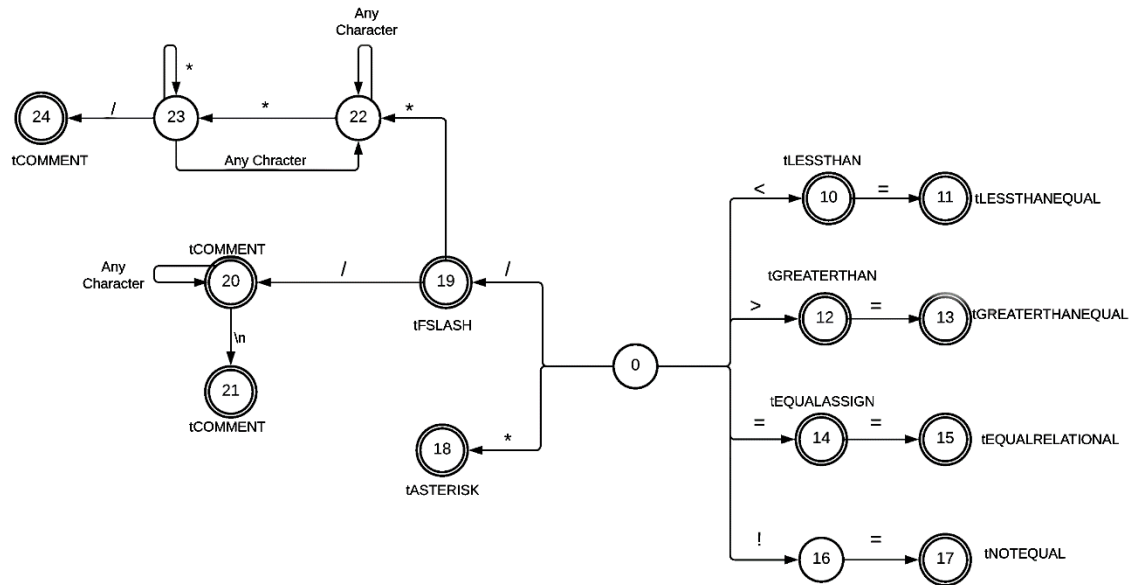 Any
Character
*
24
/
23
*
22
*
tCOMMENT
Any Chracter
tLESSTHAN
<
10
=
11
tLESSTHANEQUAL
tCOMMENT
Any
Character
20
/
19
/
tFSLASH
tGREATERTHAN
>
12
=
13
tGREATERTHANEQUAL
\n
0
21
tCOMMENT
tEQUALASSIGN
=
14
=
15
tEQUALRELATIONAL
18
*
tASTERISK
!
16
=
17
tNOTEQUAL